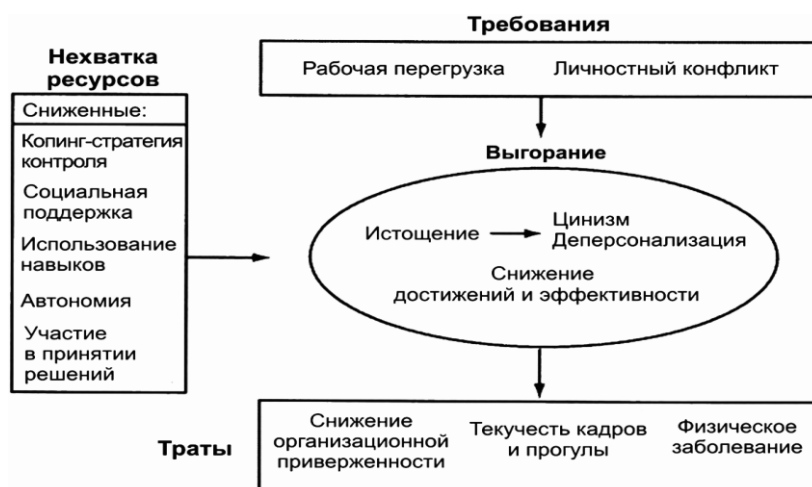 Требования
Рабочая перегрузка Личностный конфликт
Нехватка
ресурсов
Сниженные:
Копинг-стратегия
контроля
Социальная
поддержка
Использование
навыков
Автономия
Участие
в принятии
решений
Выгорание
Истощение
Цинизм
Деперсонализация
Снижение
достижений и эффективности
Траты
Снижение
организационной
приверженности
Текучесть кадров
и прогулы
Физическое
заболевание